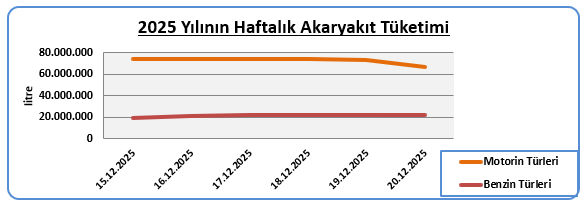 2025 Yılının Haftalık Akaryakıt Tüketimi
litre
80.000.000
60.000.000
40.000.000
20.000.000
0
15.12.2025
16.12.2025
17.12.2025
18.12.2025
19.12.2025
20.12.2025
Motorin Türleri
Benzin Türleri